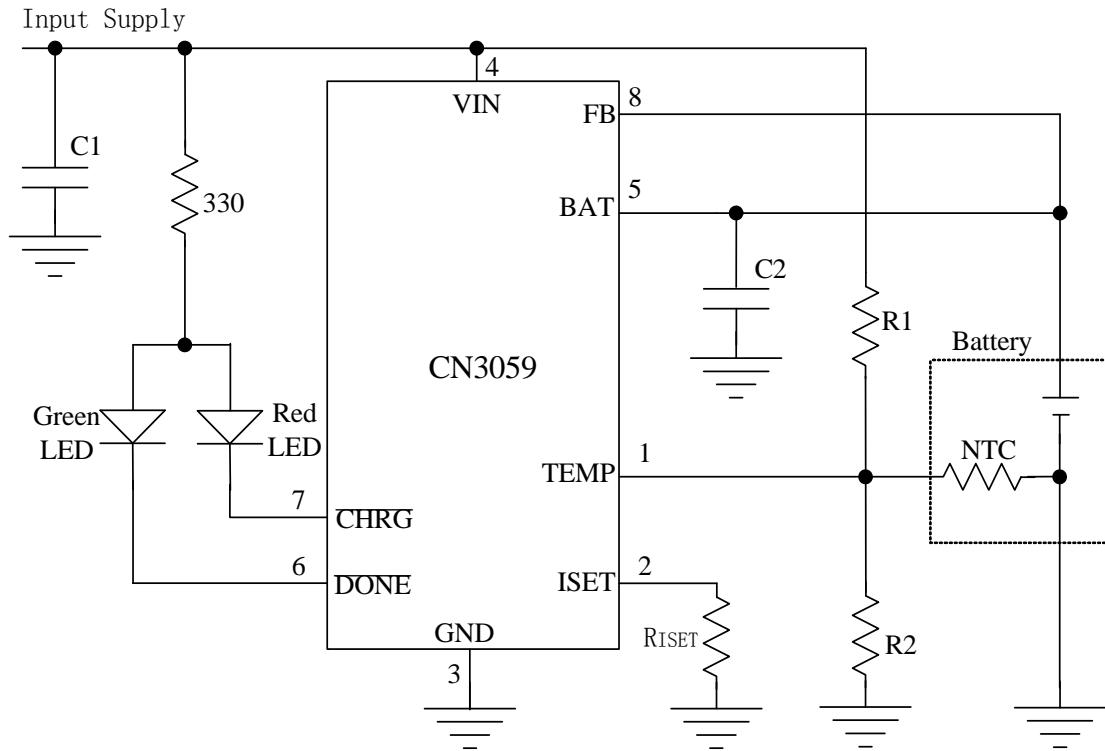 Input Supply
4
VIN
8
FB
C1
330
5
BAT
C2
R1
CN3059
Battery
Green
LED
Red
LED
NTC
1
TEMP
7
CHRG
6
DONE
2
ISET
GND
3
RISET
R2